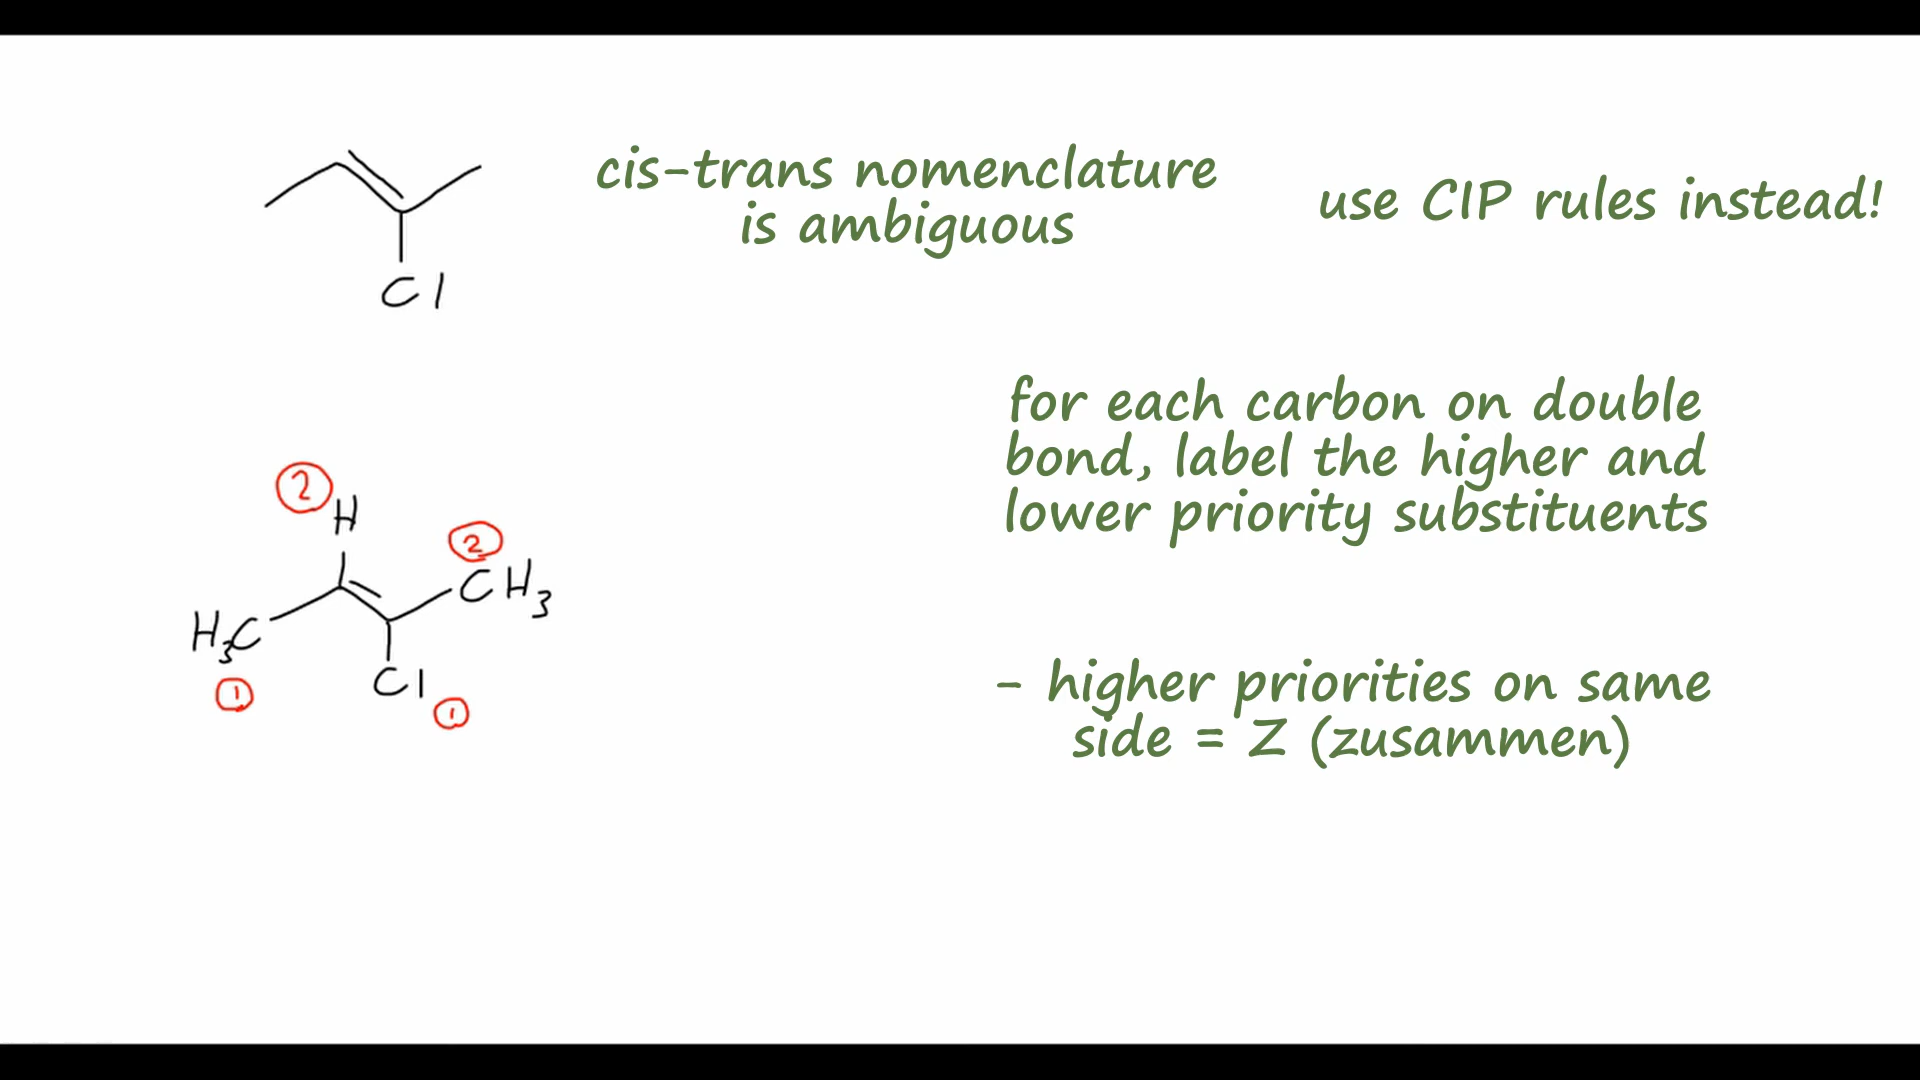 cis-trans nomenclature
is ambiguous
use CIP rules instead!
Cl
for each carbon on double
bond, label the higher and
lower priority substituents
2
H
2
CH3
H3C
Cl
1
1
- higher priorities on same
side = Z (zusammen)